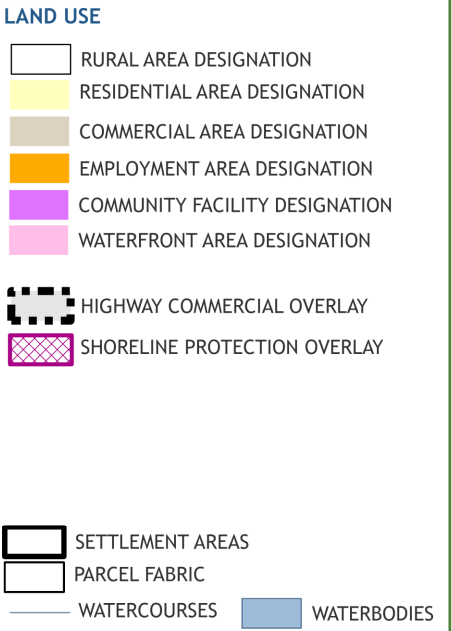 LAND USE
RURAL AREA DESIGNATION
RESIDENTIAL AREA DESIGNATION
COMMERCIAL AREA DESIGNATION
EMPLOYMENT AREA DESIGNATION
COMMUNITY FACILITY DESIGNATION
WATERFRONT AREA DESIGNATION
HIGHWAY COMMERCIAL OVERLAY
SHORELINE PROTECTION OVERLAY
SETTLEMENT AREAS
PARCEL FABRIC
WATERCOURSES WATERBODIES